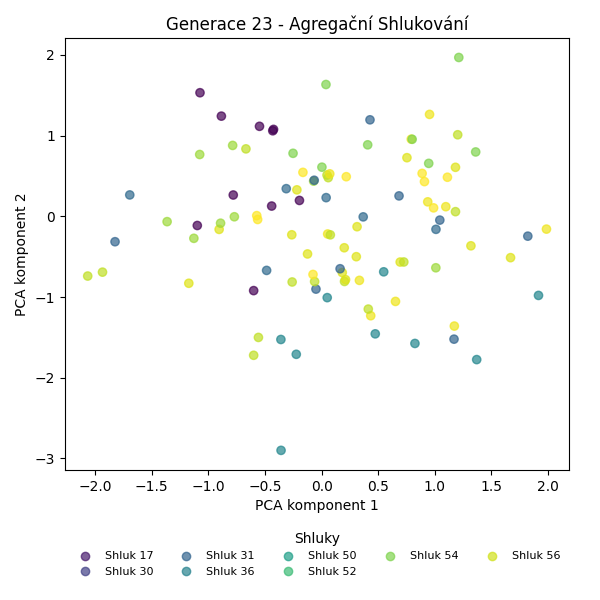 Generace 23 - Agregační Shlukování
2
1
0
−1
−2
−3
PCA komponent 2
−2.0 −1.5 −1.0 −0.5 0.0 0.5 1.0 1.5 2.0
PCA komponent 1
Shluky
Shluk 17 Shluk 31 Shluk 50 Shluk 54 Shluk 56
Shluk 30 Shluk 36 Shluk 52